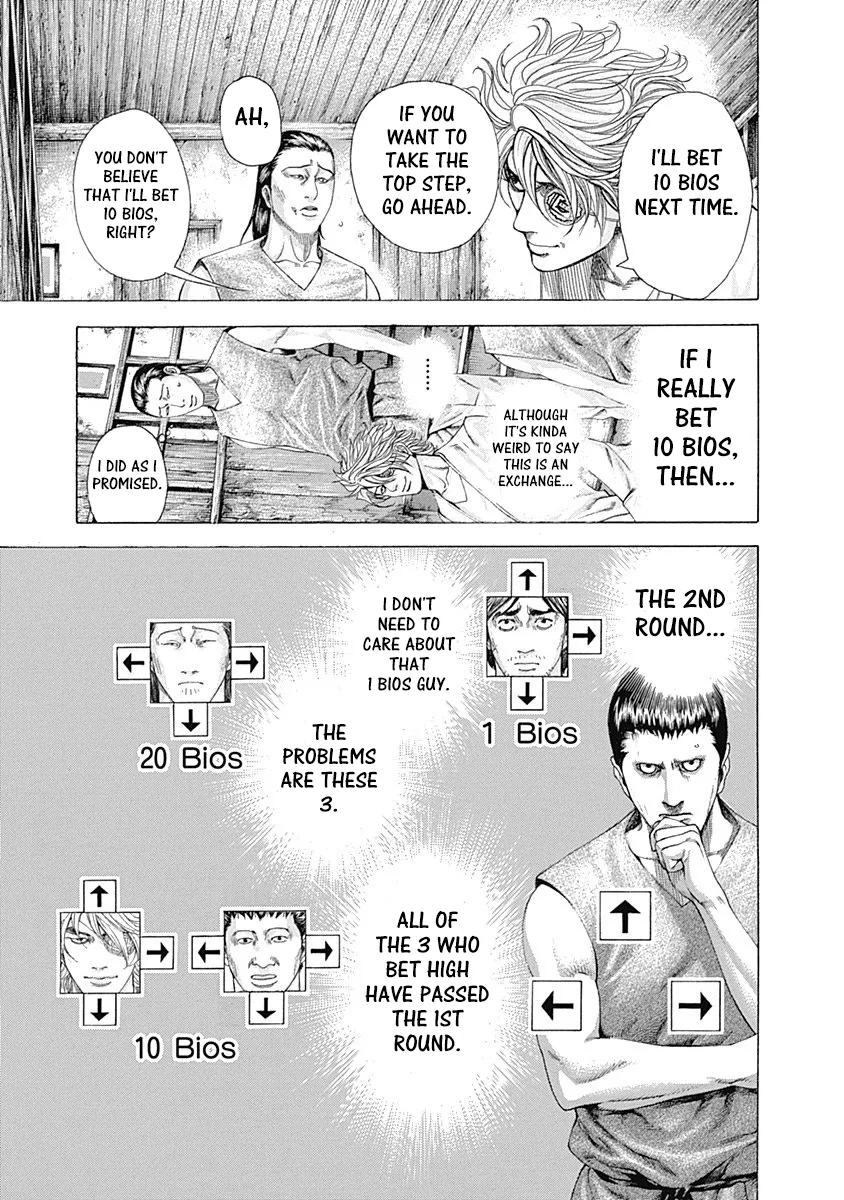 I'LL BET
10 BIOS
NEXT TIME.
IF YOU
WANT TO
TAKE THE
TOP STEP,
GO AHEAD.
AH,
YOU DON'T
BELIEVE
THAT I'LL BET
10 BIOS,
RIGHT?
IF I
REALLY
BET
10 BIOS,
THEN...
ALTHOUGH
IT'S KINDA
WEIRD TO SAY
THIS IS AN
EXCHANGE...
......
I DID AS I
PROMISED.
THE 2ND
ROUND...
↑
→
↓
1 Bios
I DON'T
NEED TO
CARE ABOUT
THAT
1 BIOS GUY.
← →
↓
20 Bios
THE
PROBLEMS
ARE THESE
3.
ALL OF
THE 3 WHO
BET HIGH
HAVE PASSED
THE 1ST
ROUND.
↑
→ ← →
↓ ↓
10 Bios
↑
← →